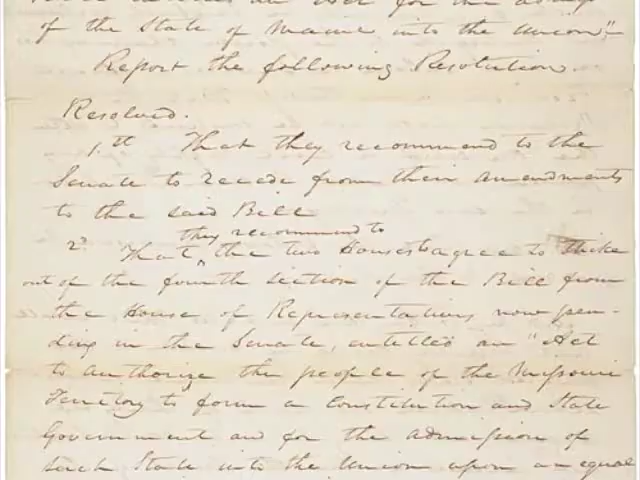 of the State of Maine into the Union,"
Report the following Resolution.
Resolved.
1,st That they recommend to the
Senate to recede from their amendments
to the said Bill
they recommend to
2d That ‸ the two Houses to agree to strike
out of the fourth section of the Bill from
the House of Representatives now pen-
ding in the Senate, entitled an "Act
to authorize the people of the Missouri
Territory to form a Constitution and State
Government and for the admission of
such State into the Union upon an equal